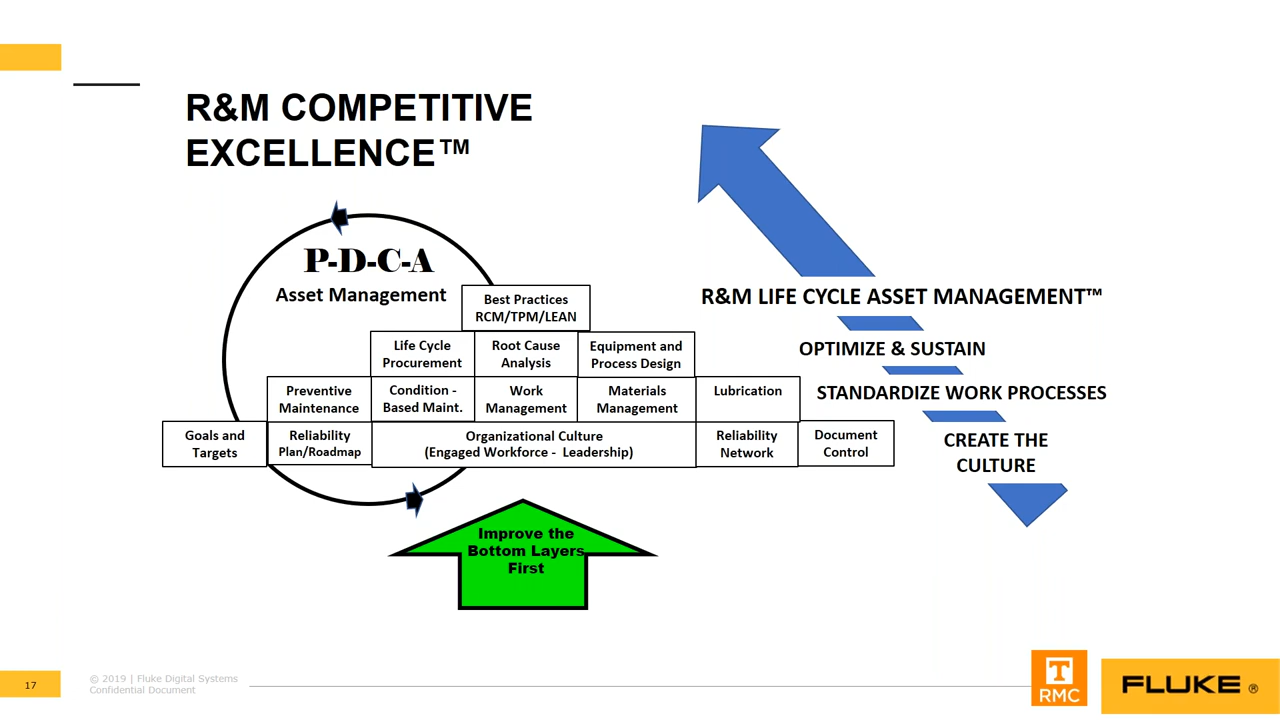 R&M COMPETITIVE
EXCELLENCE™
P-D-C-A
Asset Management
Best Practices
RCM/TPM/LEAN
Life Cycle
Procurement
Root Cause
Analysis
Equipment and
Process Design
Preventive
Maintenance
Condition -
Based Maint.
Work
Management
Materials
Management
Lubrication
Goals and
Targets
Reliability
Plan/Roadmap
Organizational Culture
(Engaged Workforce - Leadership)
Reliability
Network
Document
Control
Improve the
Bottom Layers
First
R&M LIFE CYCLE ASSET MANAGEMENT™
OPTIMIZE & SUSTAIN
STANDARDIZE WORK PROCESSES
CREATE THE
CULTURE
17
© 2019 | Fluke Digital Systems
Confidential Document
T
RMC
FLUKE®